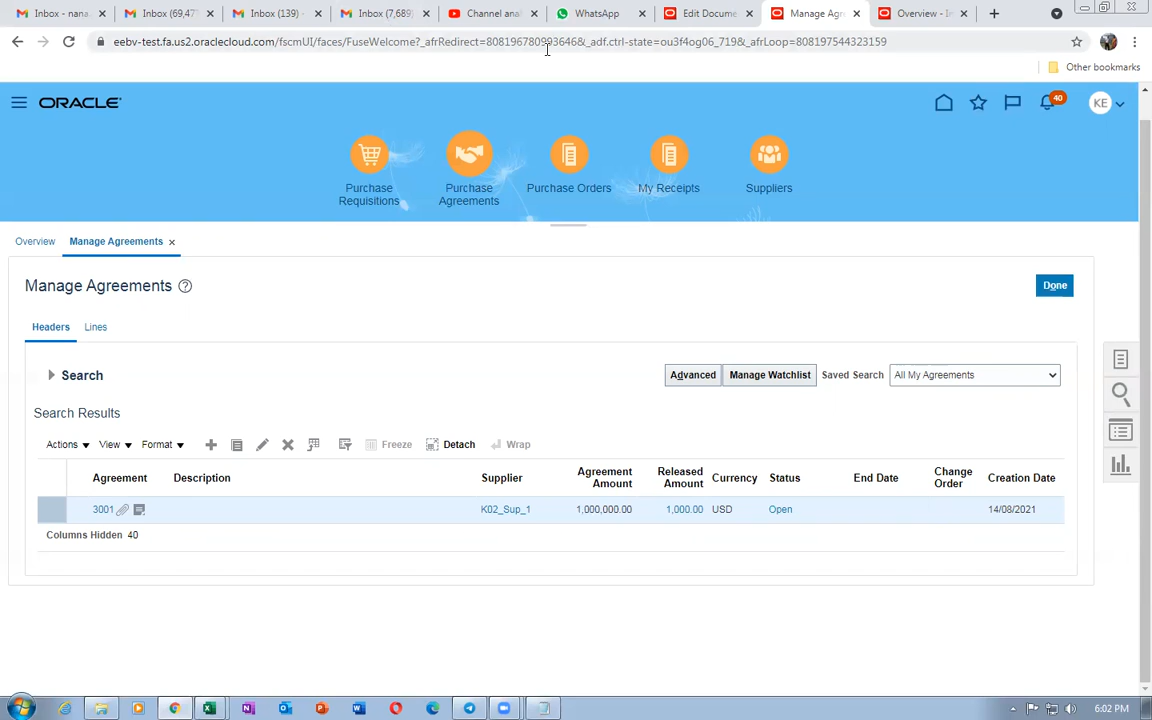 Inbox - nana
Inbox (69,47
Inbox (139)
Inbox (7,689)
Channel ana
WhatsApp
Edit Docume
Manage Agr
Overview - In
eebv-test.fa.us2.oraclecloud.com/fscmUI/faces/FuseWelcome?_afrRedirect=808196780993646&_adf.ctrl-state=ou3f4og06_719&_afrLoop=808197544323159
Other bookmarks
ORACLE
40
KE
Purchase Requisitions
Purchase Agreements
Purchase Orders
My Receipts
Suppliers
Overview
Manage Agreements
Manage Agreements
Done
Headers
Lines
Search
Advanced
Manage Watchlist
Saved Search
All My Agreements
Search Results
Actions
View
Format
Freeze
Detach
Wrap
Agreement
Description
Supplier
Agreement Amount
Released Amount
Currency
Status
End Date
Change Order
Creation Date
3001
K02_Sup_1
1,000,000.00
1,000.00
USD
Open
14/08/2021
Columns Hidden 40
6:02 PM